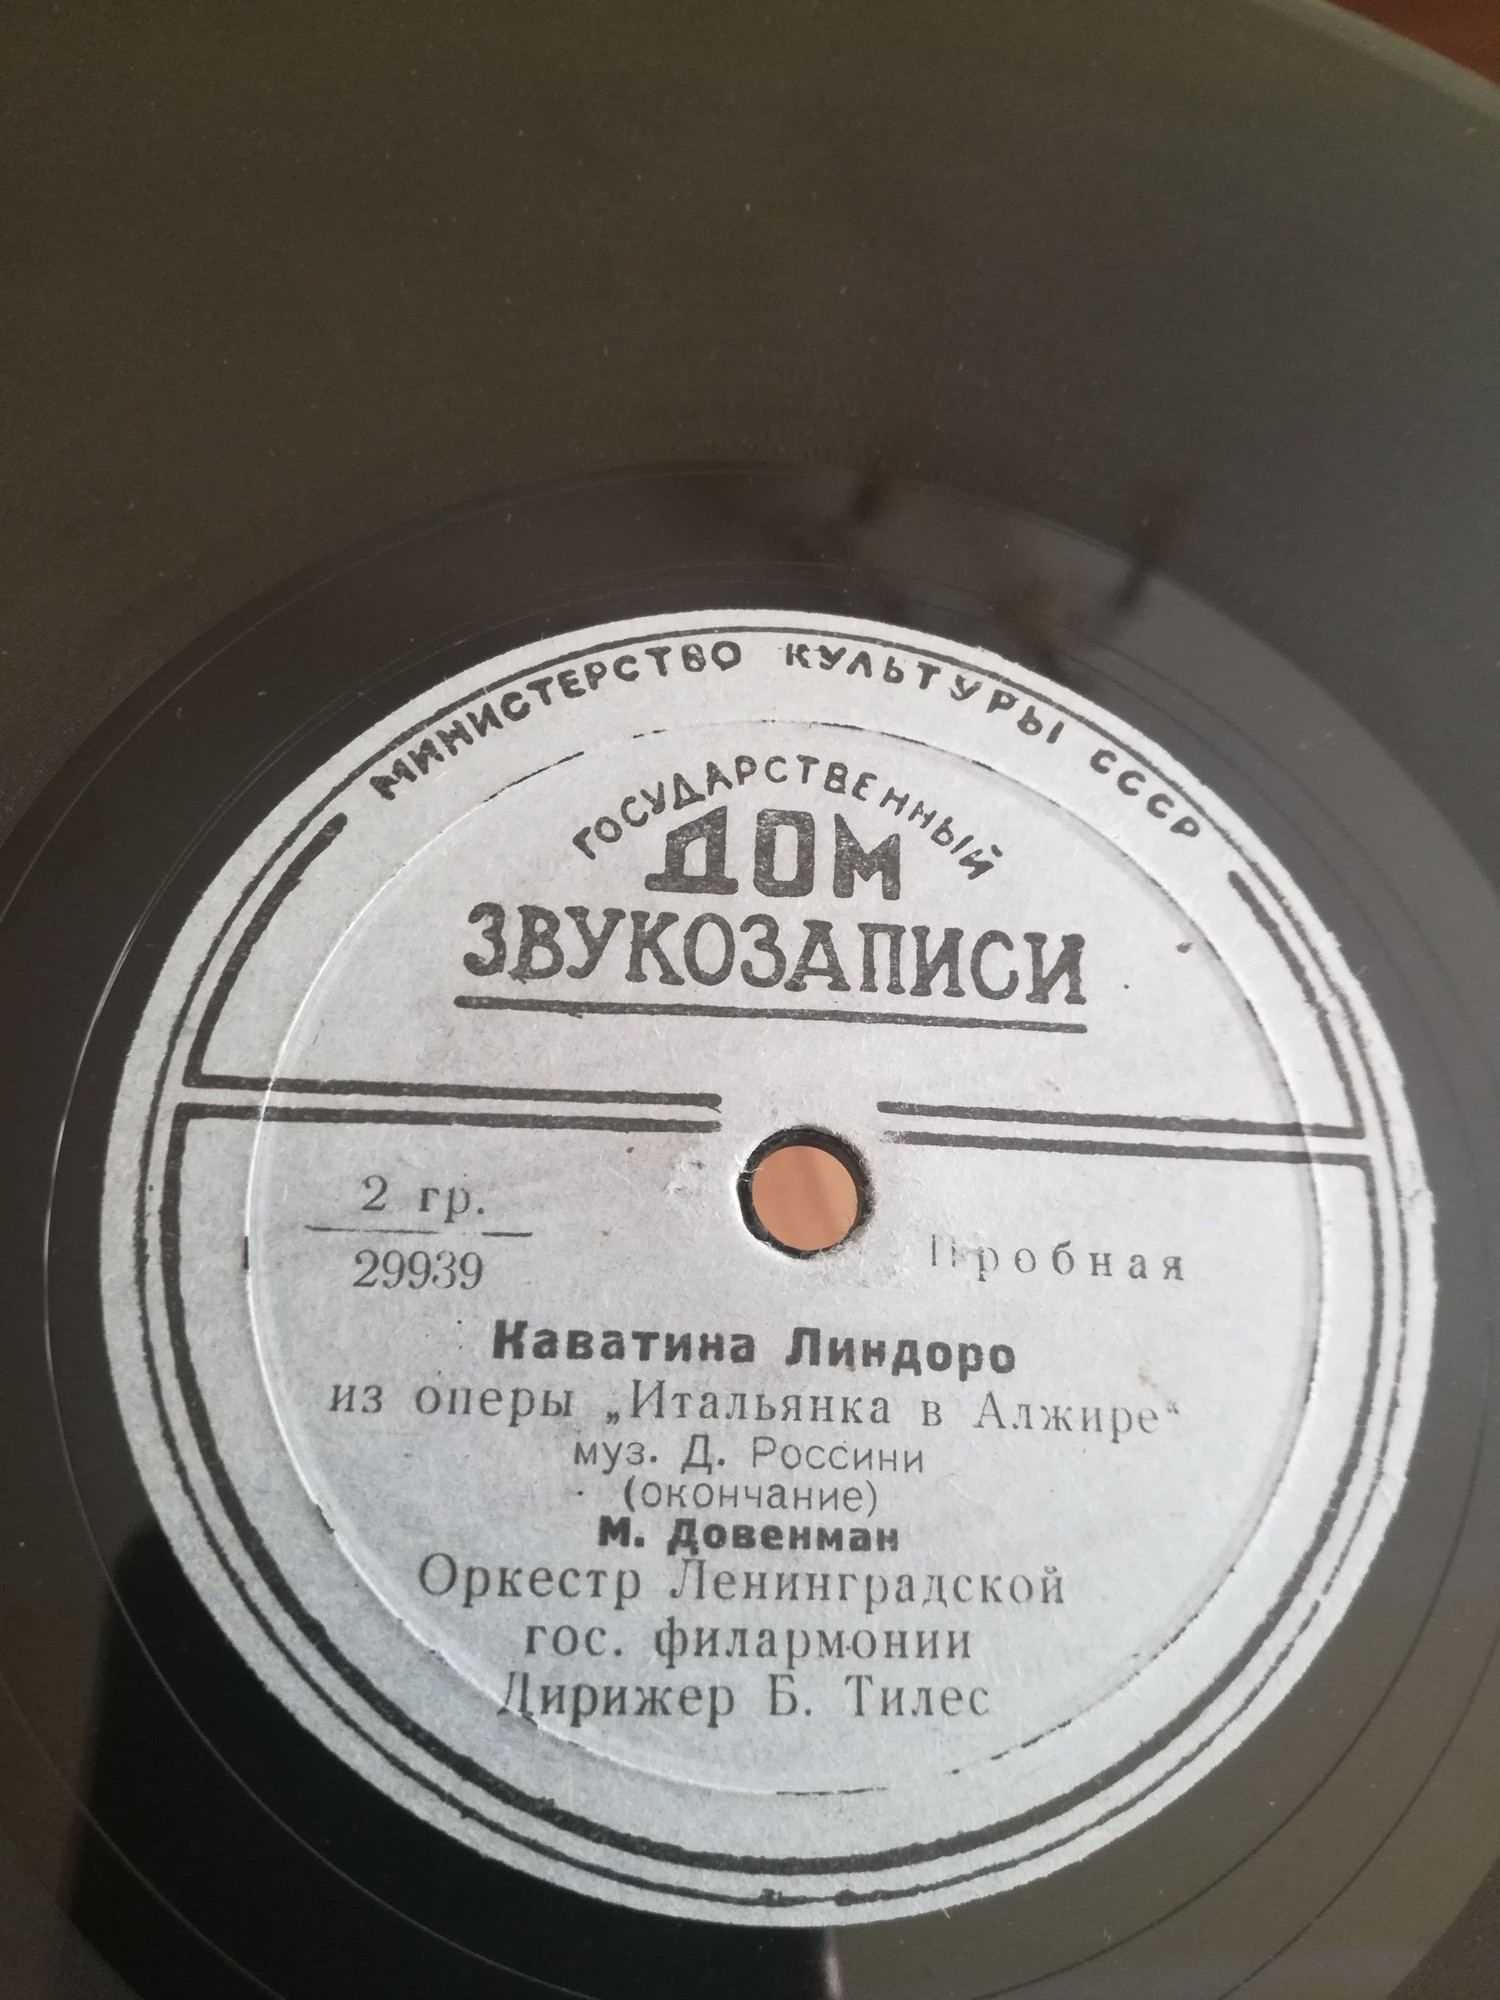 МИНИСТЕРСТВО КУЛЬТУРЫ СССР
ГОСУДАРСТВЕННЫЙ
ДОМ
ЗВУКОЗАПИСИ
2 гр.
29939
Пробная
Каватина Линдоро
из оперы „Итальянка в Алжире“
муз. Д. Россини
(окончание)
М. Довенман
Оркестр Ленинградской
гос. филармонии
Дирижер Б. Тилес